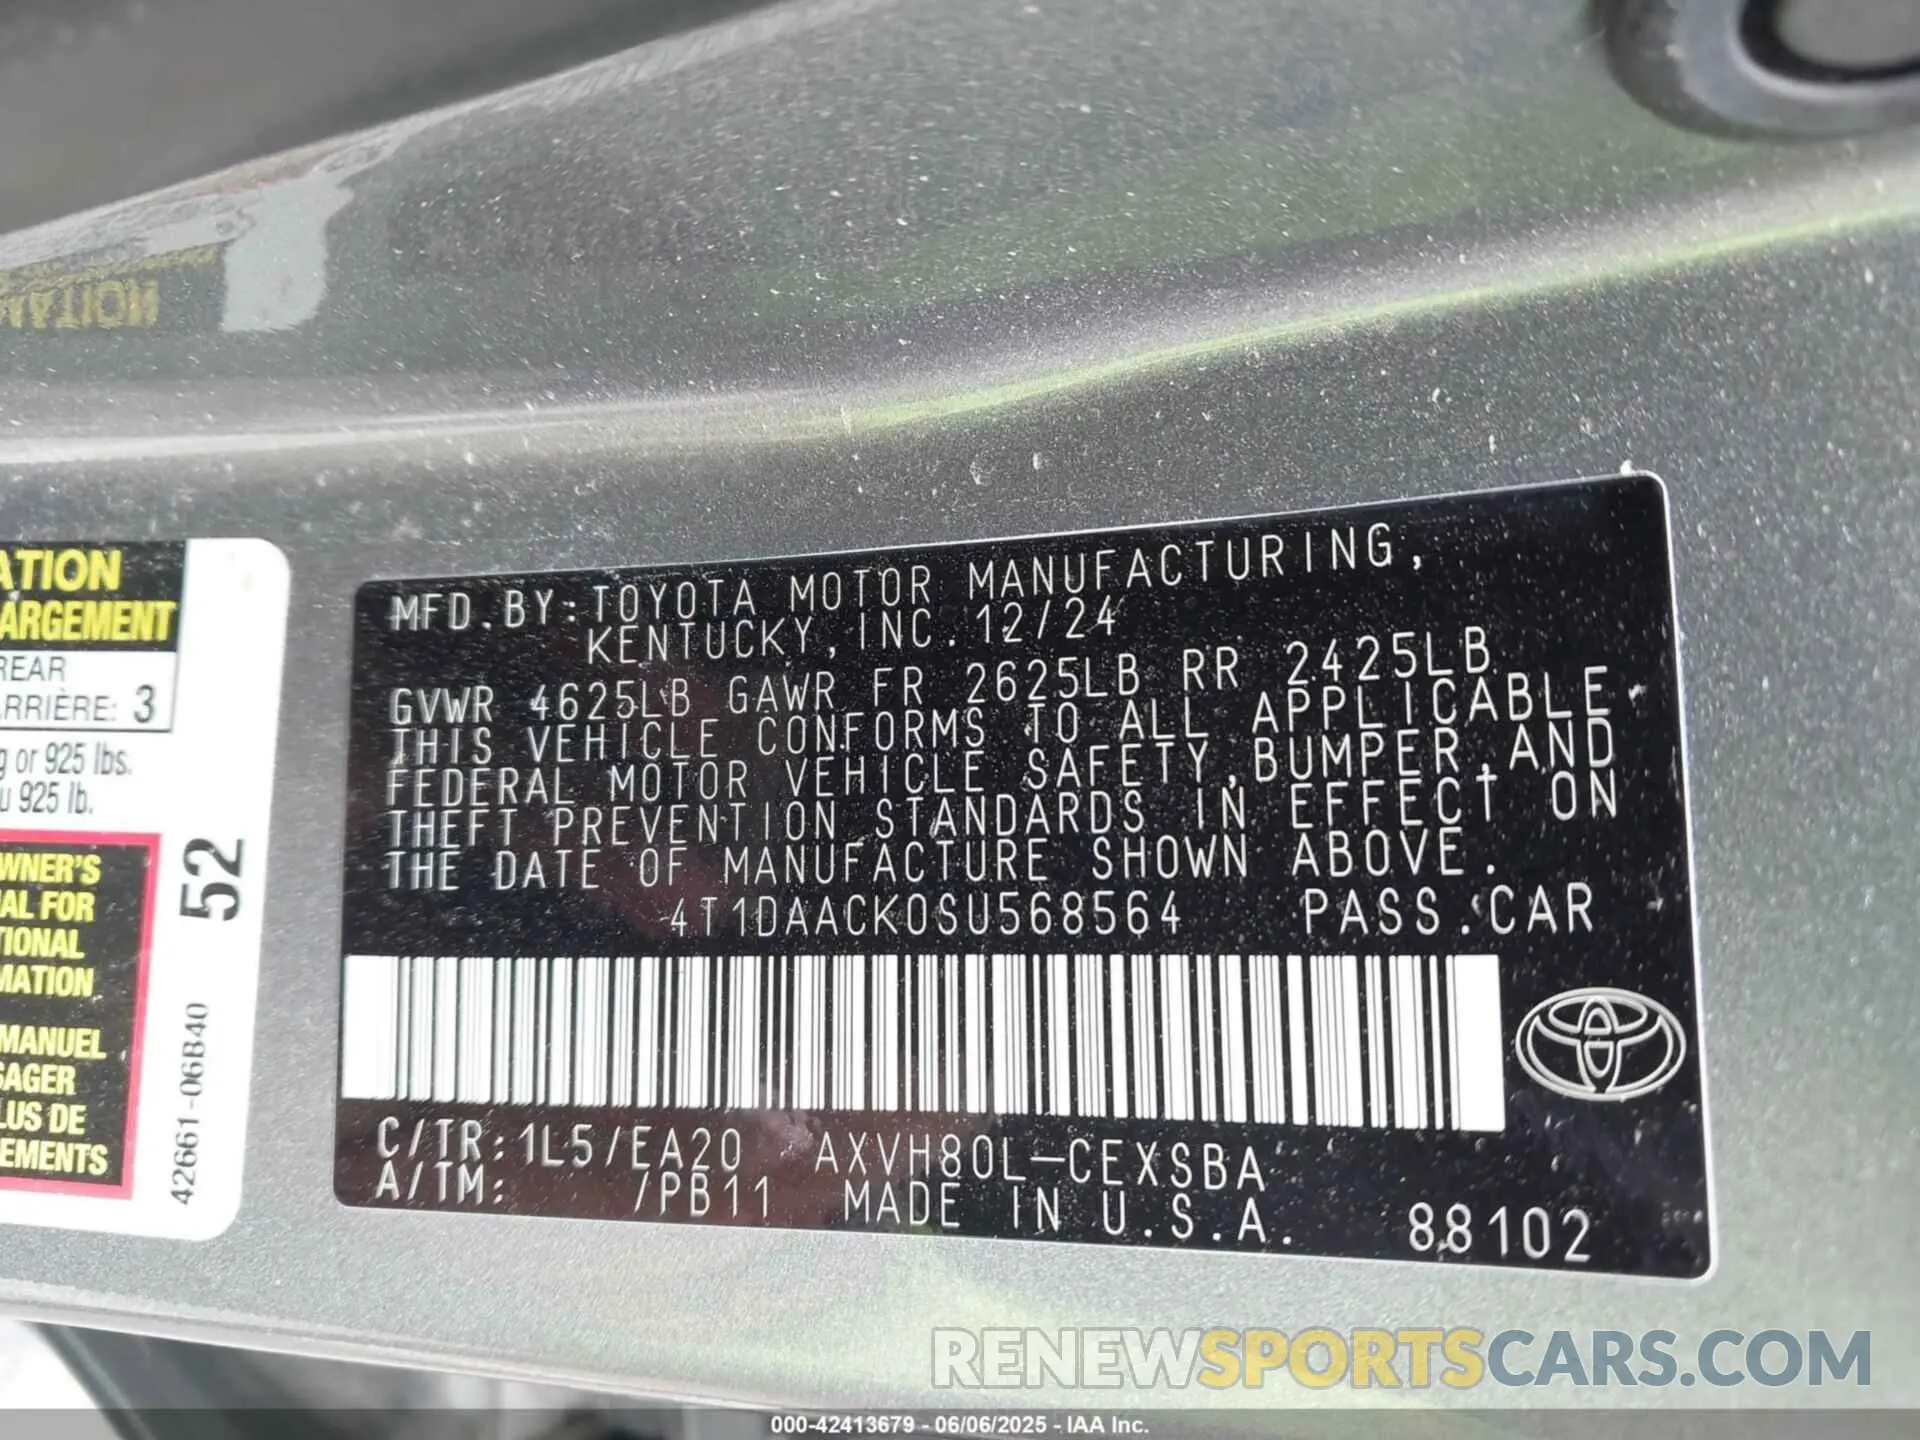 MATION
ATION
ARGEMENT
REAR
ARRIÈRE: 3
g or 925 lbs.
u 925 lb.
WNER'S
AL FOR
TIONAL
MATION
MANUEL
SAGER
LUS DE
EMENTS
52
42661-06B40
MFD.BY:TOYOTA MOTOR MANUFACTURING,
KENTUCKY,INC.12/24
GVWR 4625LB GAWR FR 2625LB RR 2425LB
THIS VEHICLE CONFORMS TO ALL APPLICABLE
FEDERAL MOTOR VEHICLE SAFETY,BUMPER,AND
THEFT PREVENTION STANDARDS IN EFFECT ON
THE DATE OF MANUFACTURE SHOWN ABOVE.
4T1DAACK0SU568564 PASS.CAR
C/TR:1L5/EA20 AXVH80L-CEXSBA
A/TM: /PB11 MADE IN U.S.A. 88102
RENEWSPORTSCARS.COM
000-42413679 - 06/06/2025 - IAA Inc.